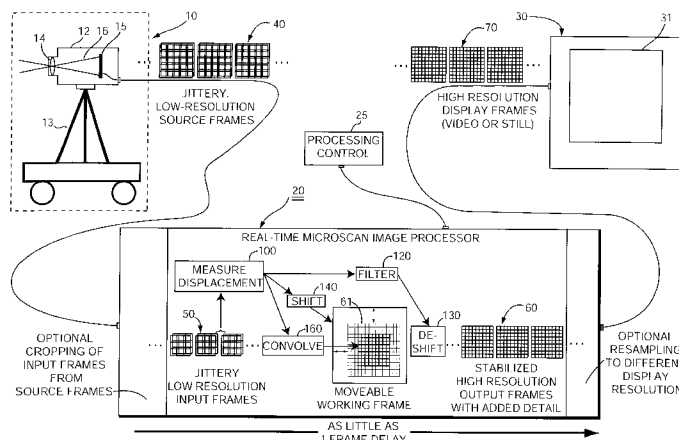 10
12
14
16
15
40
70
30
31
13
JITTERY,
LOW-RESOLUTION
SOURCE FRAMES
HIGH RESOLUTION
DISPLAY FRAMES
(VIDEO OR STILL)
25
PROCESSING
CONTROL
20
REAL-TIME MICROSCAN IMAGE PROCESSOR
100
MEASURE
DISPLACEMENT
120
FILTER
140
SHIFT
61
50
160
CONVOLVE
130
DE-
SHIFT
60
OPTIONAL
CROPPING OF
INPUT FRAMES
FROM
SOURCE FRAMES
JITTERY
LOW RESOLUTION
INPUT FRAMES
MOVEABLE
WORKING FRAME
STABILIZED
HIGH RESOLUTION
OUTPUT FRAMES
WITH ADDED DETAIL
OPTIONAL
RESAMPLING
TO DIFFERENT
DISPLAY
RESOLUTION
AS LITTLE AS
1 FRAME DELAY